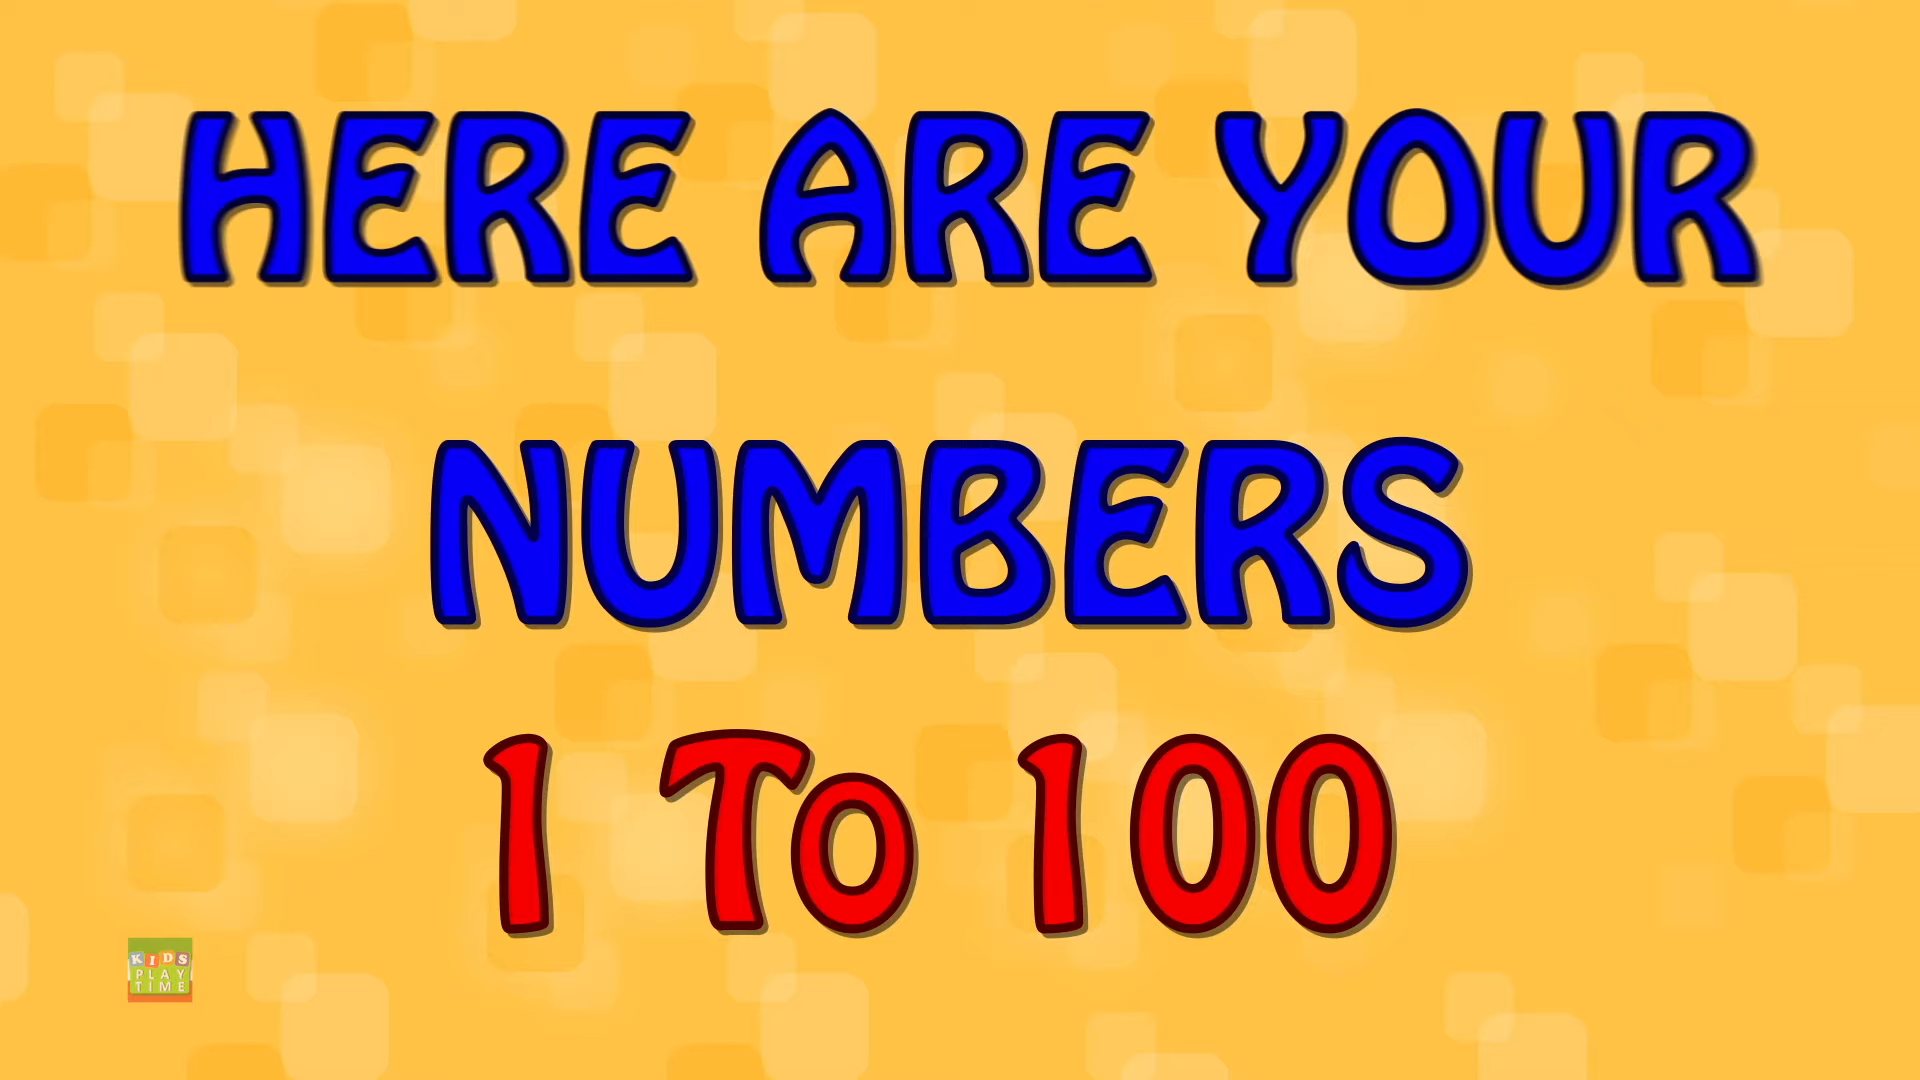 HERE ARE YOUR
NUMBERS
1 To 100
KIDS
PLAY
TIME